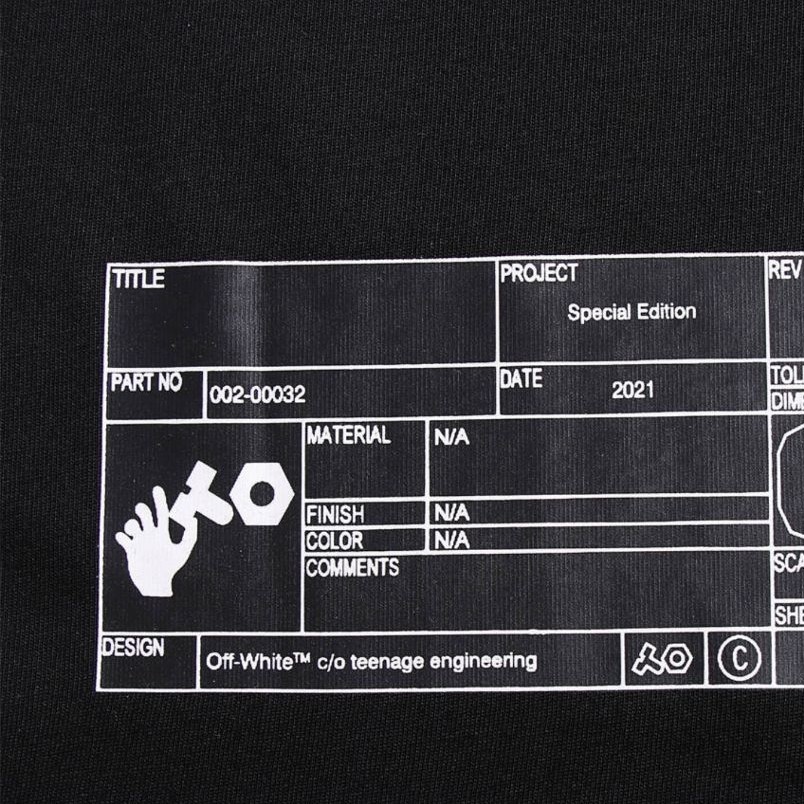 TITLE
PROJECT
REV
Special Edition
PART NO
002-00032
DATE
2021
MATERIAL
N/A
FINISH
N/A
COLOR
N/A
COMMENTS
DESIGN
Off-White™ c/o teenage engineering
©